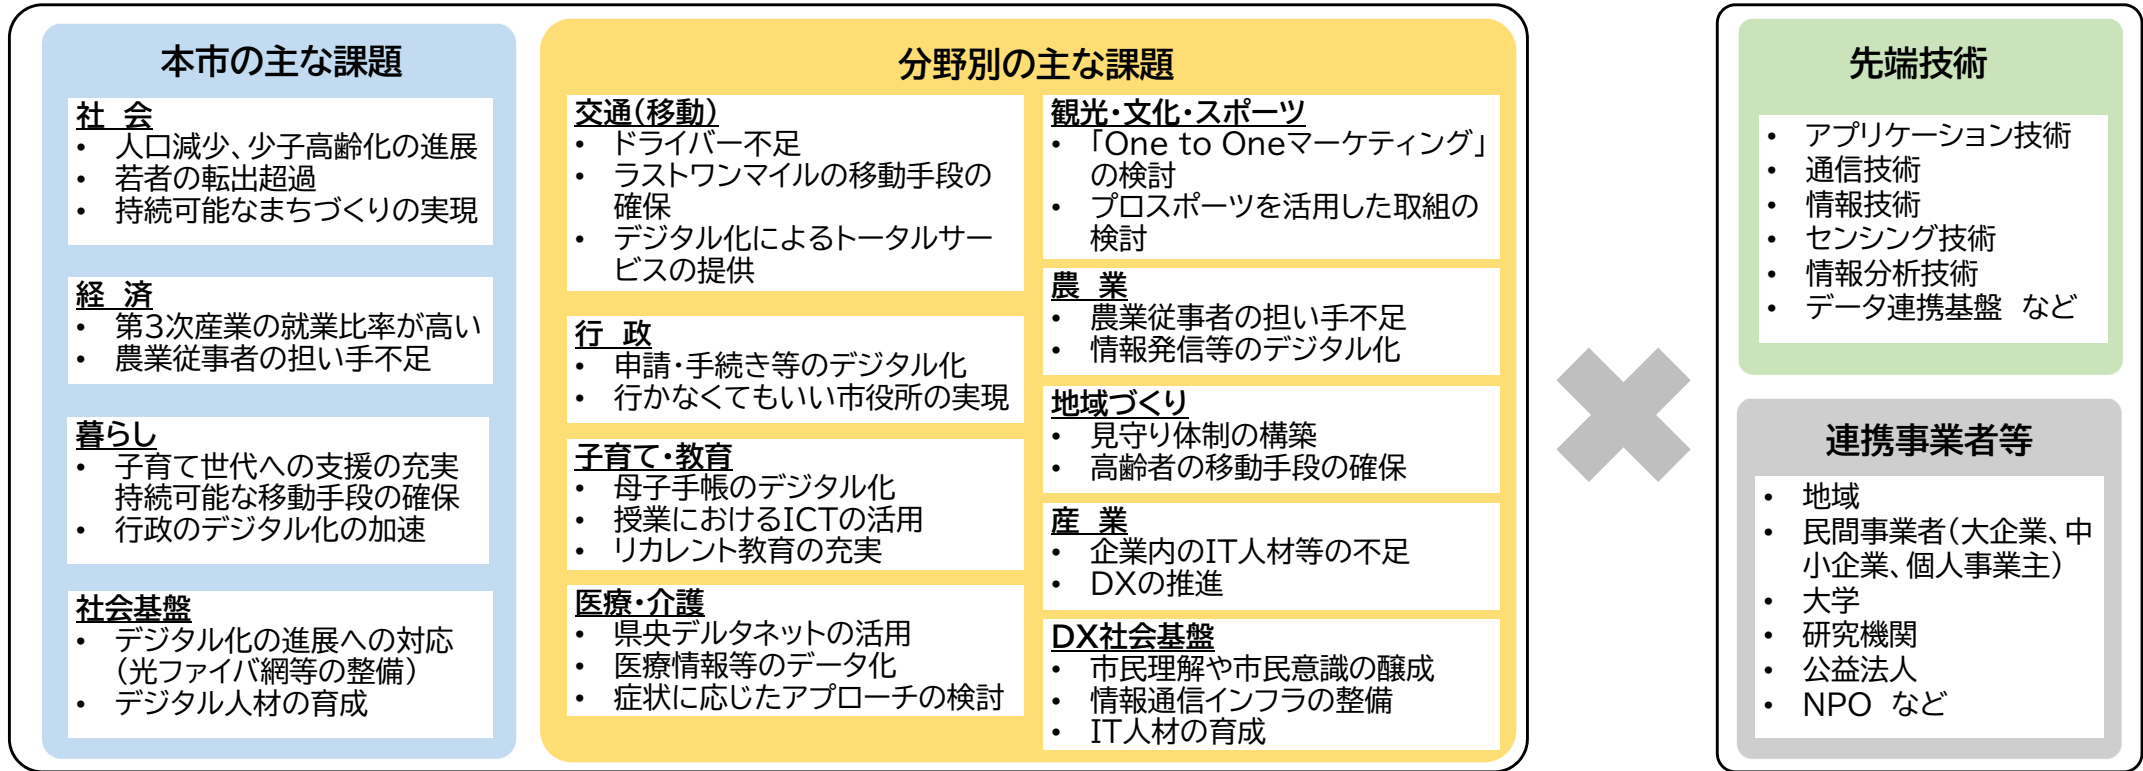 本市の主な課題
社　会
• 人口減少、少子高齢化の進展
• 若者の転出超過
• 持続可能なまちづくりの実現
経　済
• 第3次産業の就業比率が高い
• 農業従事者の担い手不足
暮らし
• 子育て世代への支援の充実
持続可能な移動手段の確保
• 行政のデジタル化の加速
社会基盤
• デジタル化の進展への対応
（光ファイバ網等の整備）
• デジタル人材の育成
分野別の主な課題
交通（移動）
• ドライバー不足
• ラストワンマイルの移動手段の
確保
• デジタル化によるトータルサー
ビスの提供
行　政
• 申請・手続き等のデジタル化
• 行かなくてもいい市役所の実現
子育て・教育
• 母子手帳のデジタル化
• 授業におけるICTの活用
• リカレント教育の充実
医療・介護
• 県央デルタネットの活用
• 医療情報等のデータ化
• 症状に応じたアプローチの検討
観光・文化・スポーツ
• 「One to Oneマーケティング」
の検討
• プロスポーツを活用した取組の
検討
農　業
• 農業従事者の担い手不足
• 情報発信等のデジタル化
地域づくり
• 見守り体制の構築
• 高齢者の移動手段の確保
産　業
• 企業内のIT人材等の不足
• DXの推進
DX社会基盤
• 市民理解や市民意識の醸成
• 情報通信インフラの整備
• IT人材の育成
先端技術
• アプリケーション技術
• 通信技術
• 情報技術
• センシング技術
• 情報分析技術
• データ連携基盤　など
連携事業者等
• 地域
• 民間事業者（大企業、中
小企業、個人事業主）
• 大学
• 研究機関
• 公益法人
• NPO　など